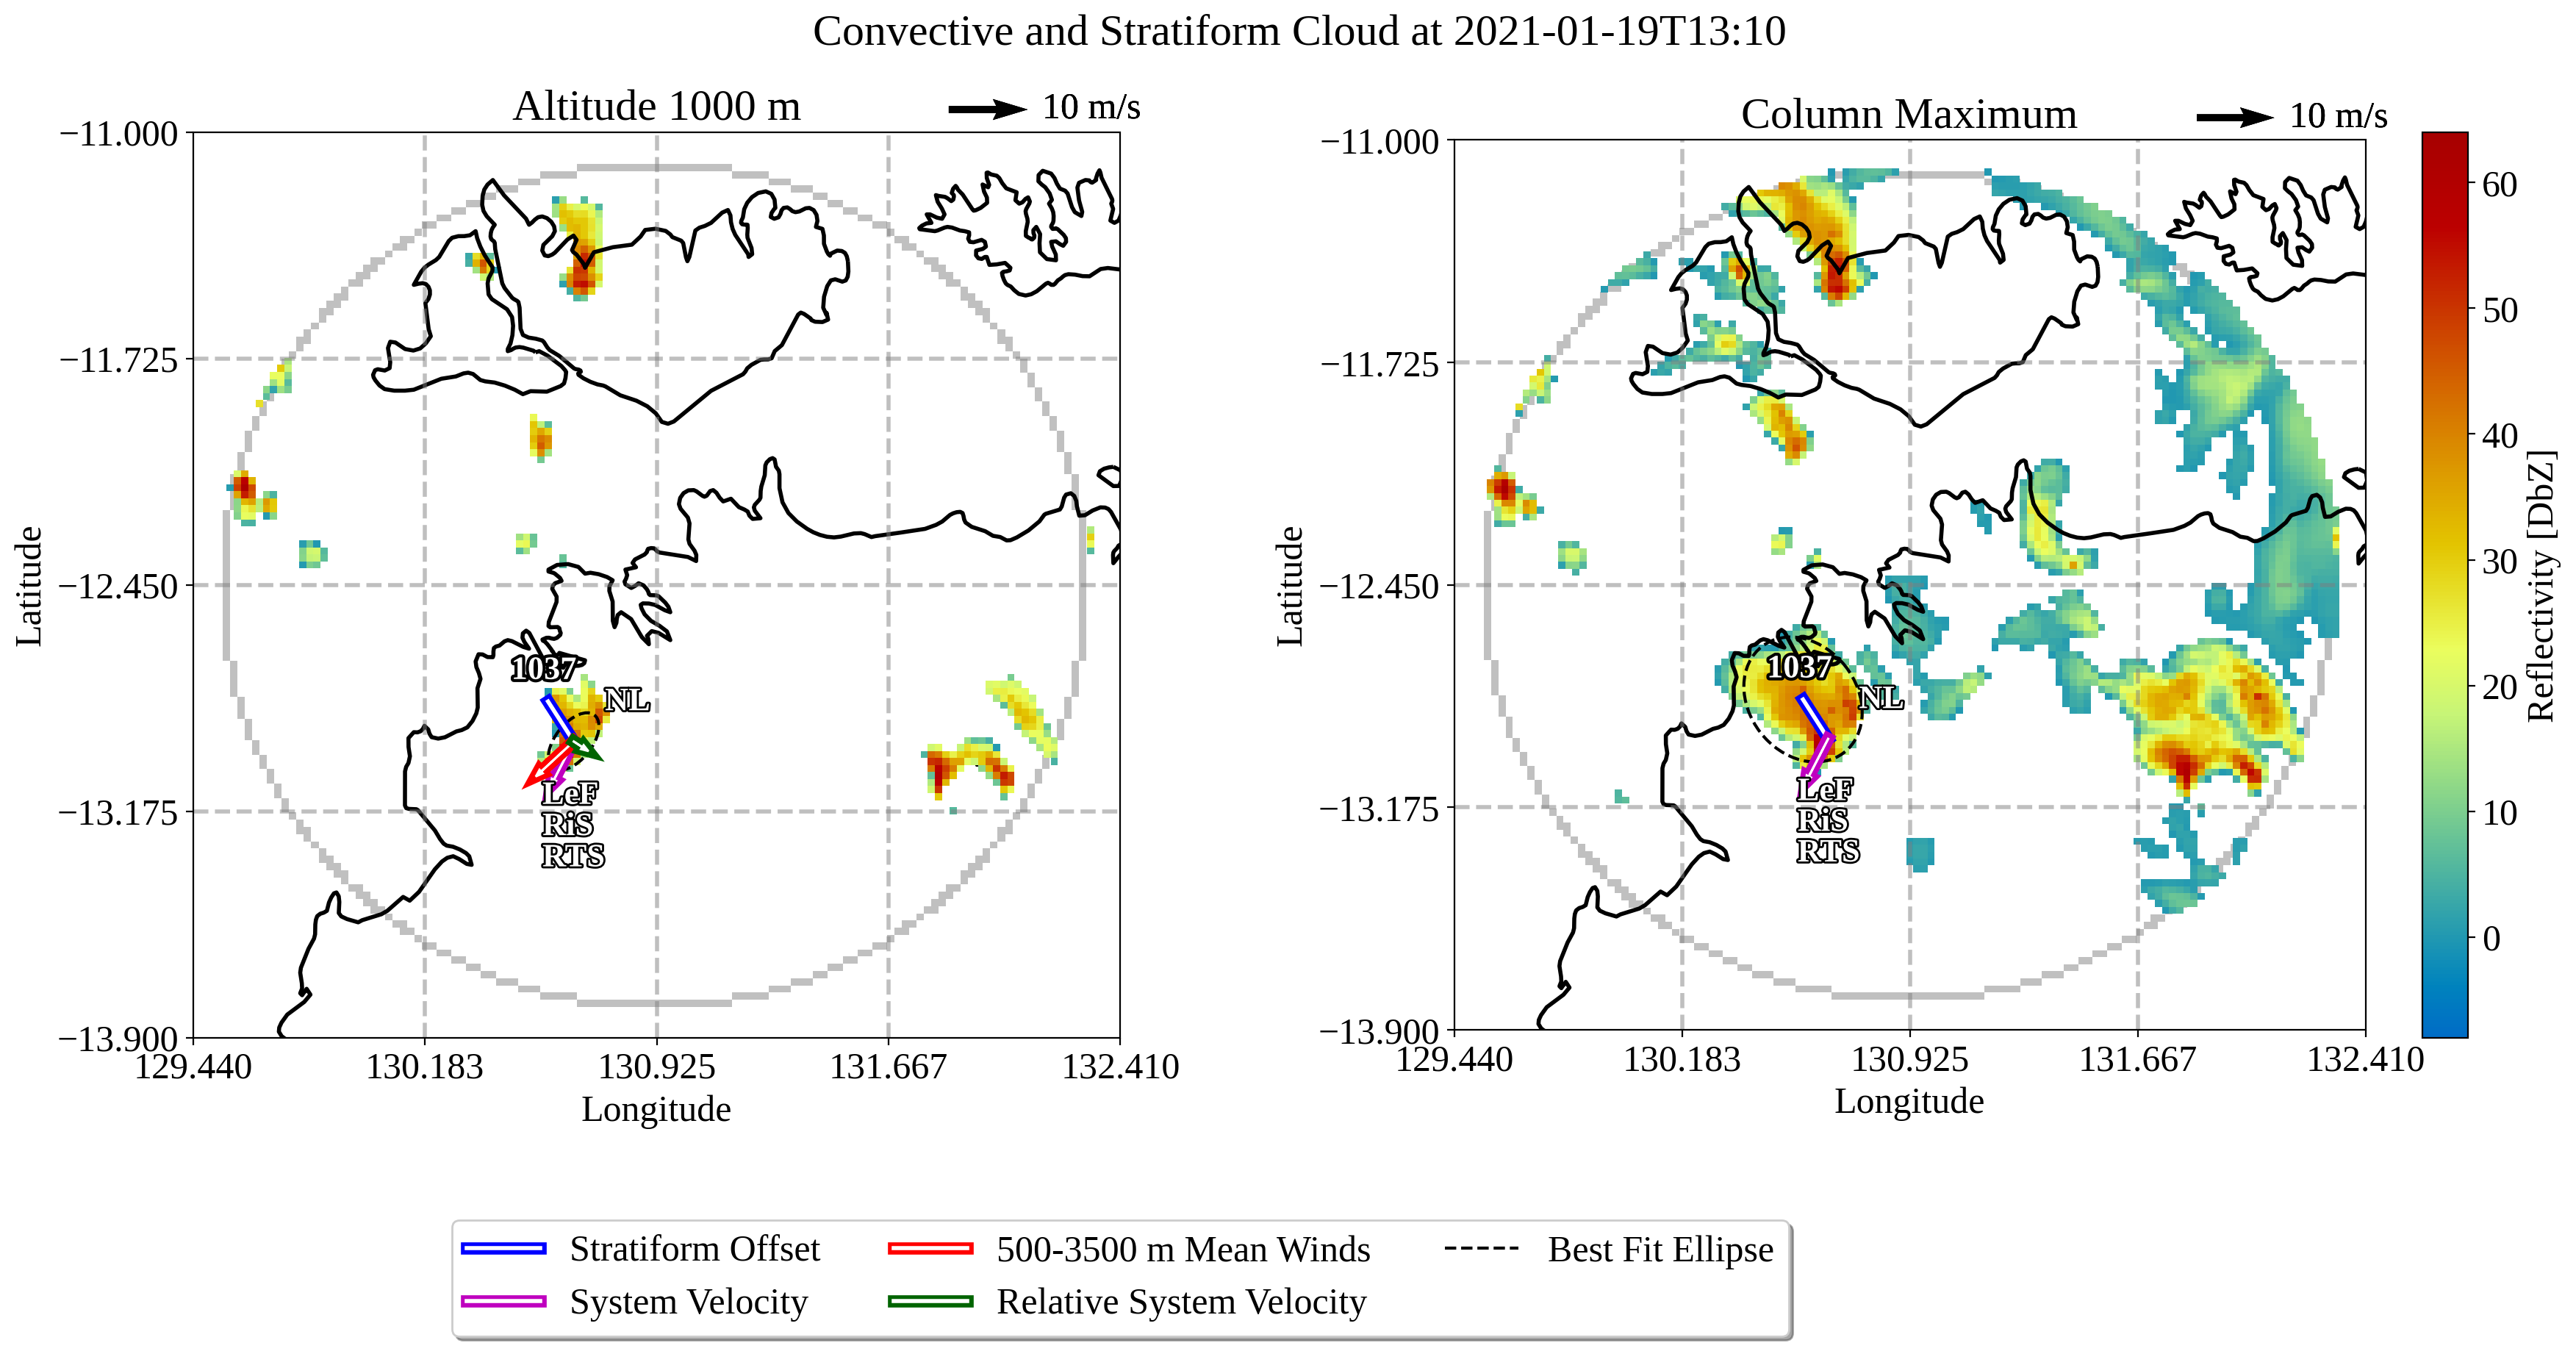 Convective and Stratiform Cloud at 2021-01-19T13:10
Altitude 1000 m
10 m/s
Latitude
−11.000
−11.725
−12.450
−13.175
−13.900
129.440
130.183
130.925
131.667
132.410
Longitude
1037
NL
LeF
RiS
RTS
Column Maximum
10 m/s
Latitude
−11.000
−11.725
−12.450
−13.175
−13.900
129.440
130.183
130.925
131.667
132.410
Longitude
1037
NL
LeF
RiS
RTS
60
50
40
30
20
10
0
Reflectivity [DbZ]
Stratiform Offset
System Velocity
500-3500 m Mean Winds
Relative System Velocity
Best Fit Ellipse